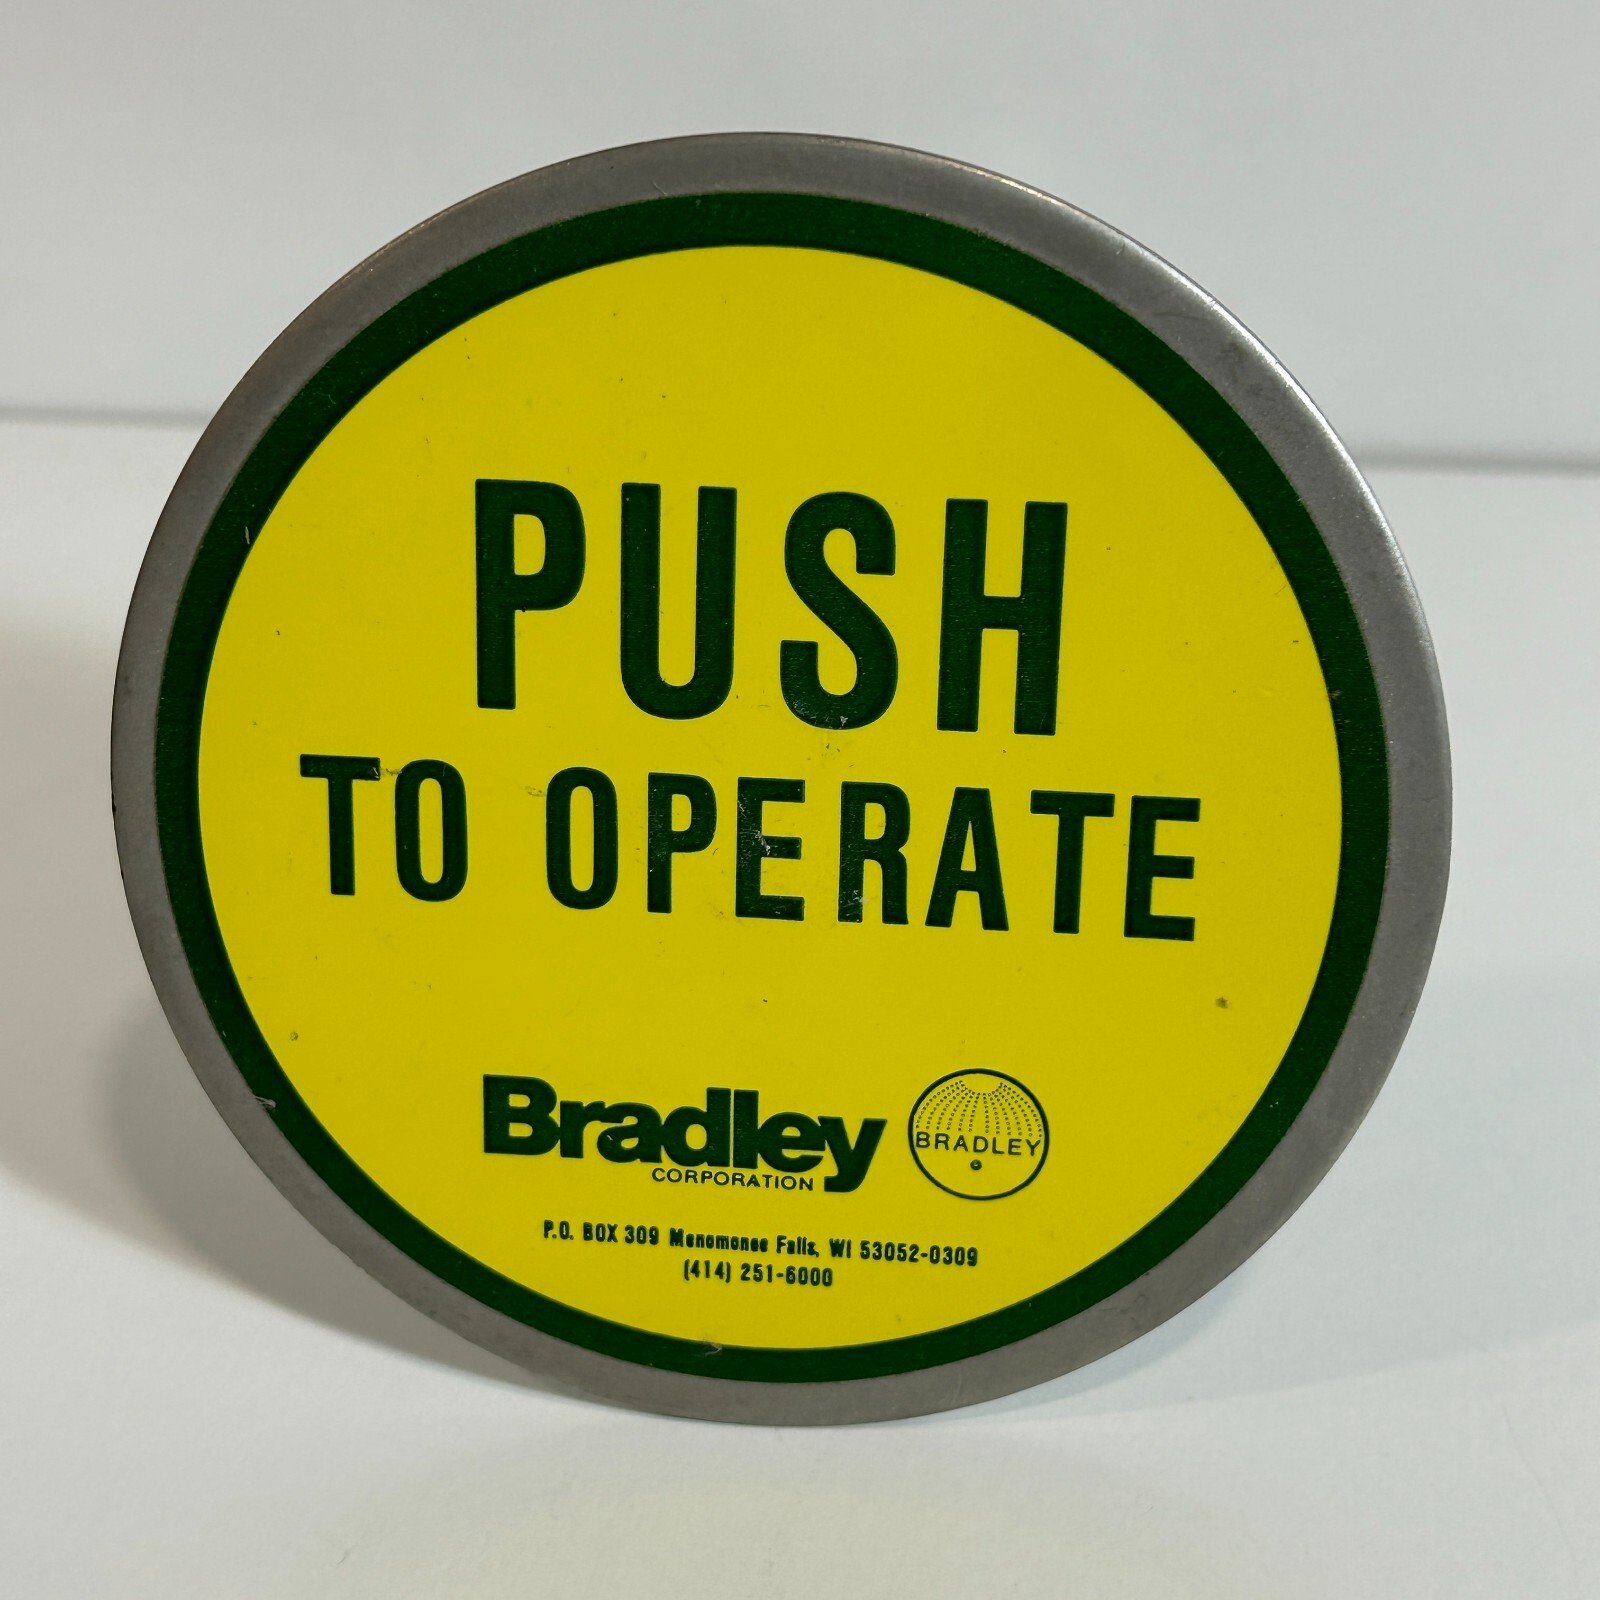 PUSH
TO OPERATE
Bradley
CORPORATION
BRADLEY
P.O. BOX 309 Menomonee Falls, WI 53052-0309
(414) 251-6000